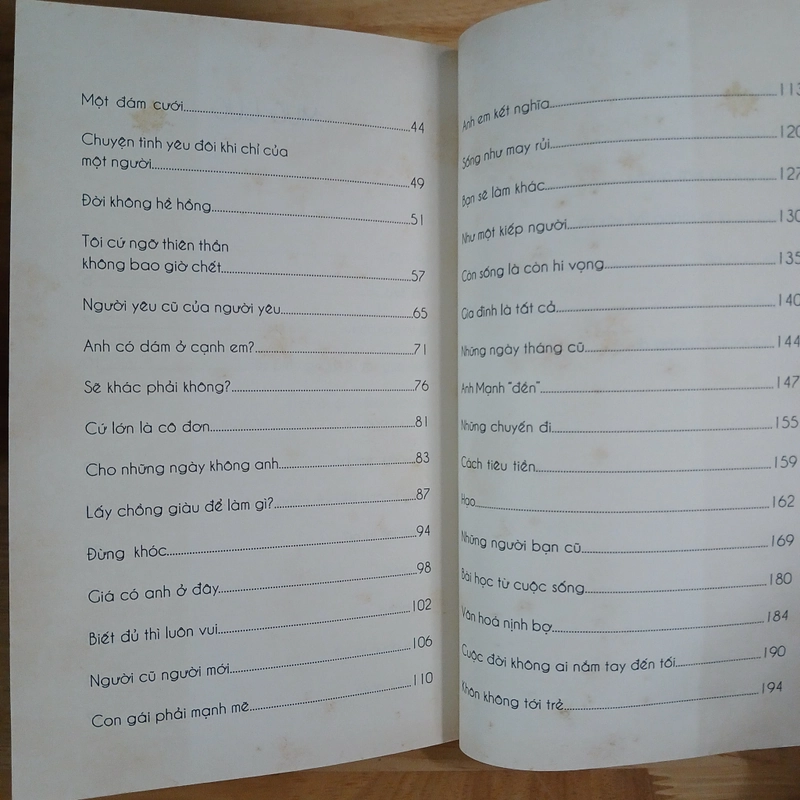 Một đám cưới........44
Chuyện tình yêu đôi khi chỉ của
một người........49
Đời không hề hồng........51
Tôi cứ ngỡ thiên thần
không bao giờ chết........57
Người yêu cũ của người yêu........65
Anh có dám ở cạnh em?........71
Sẽ khác phải không?........76
Cứ lớn là cô đơn........81
Cho những ngày không anh........83
Lấy chồng giàu để làm gì?........87
Đừng khóc........94
Giá có anh ở đây........98
Biết đủ thì luôn vui........102
Người cũ người mới........106
Con gái phải mạnh mẽ........110
Anh em kết nghĩa........113
Sống như may rủi........120
Bạn sẽ làm khác........127
Như một kiếp người........130
Còn sống là còn hi vọng........135
Gia đình là tất cả........140
Những ngày tháng cũ........144
Anh Mạnh "đen"........147
Những chuyến đi........155
Cách tiêu tiền........159
Hạo........162
Những người bạn cũ........169
Bài học từ cuộc sống........180
Văn hoá nịnh bợ........184
Cuộc đời không ai nắm tay đến tối........190
Khôn không tới trẻ........194